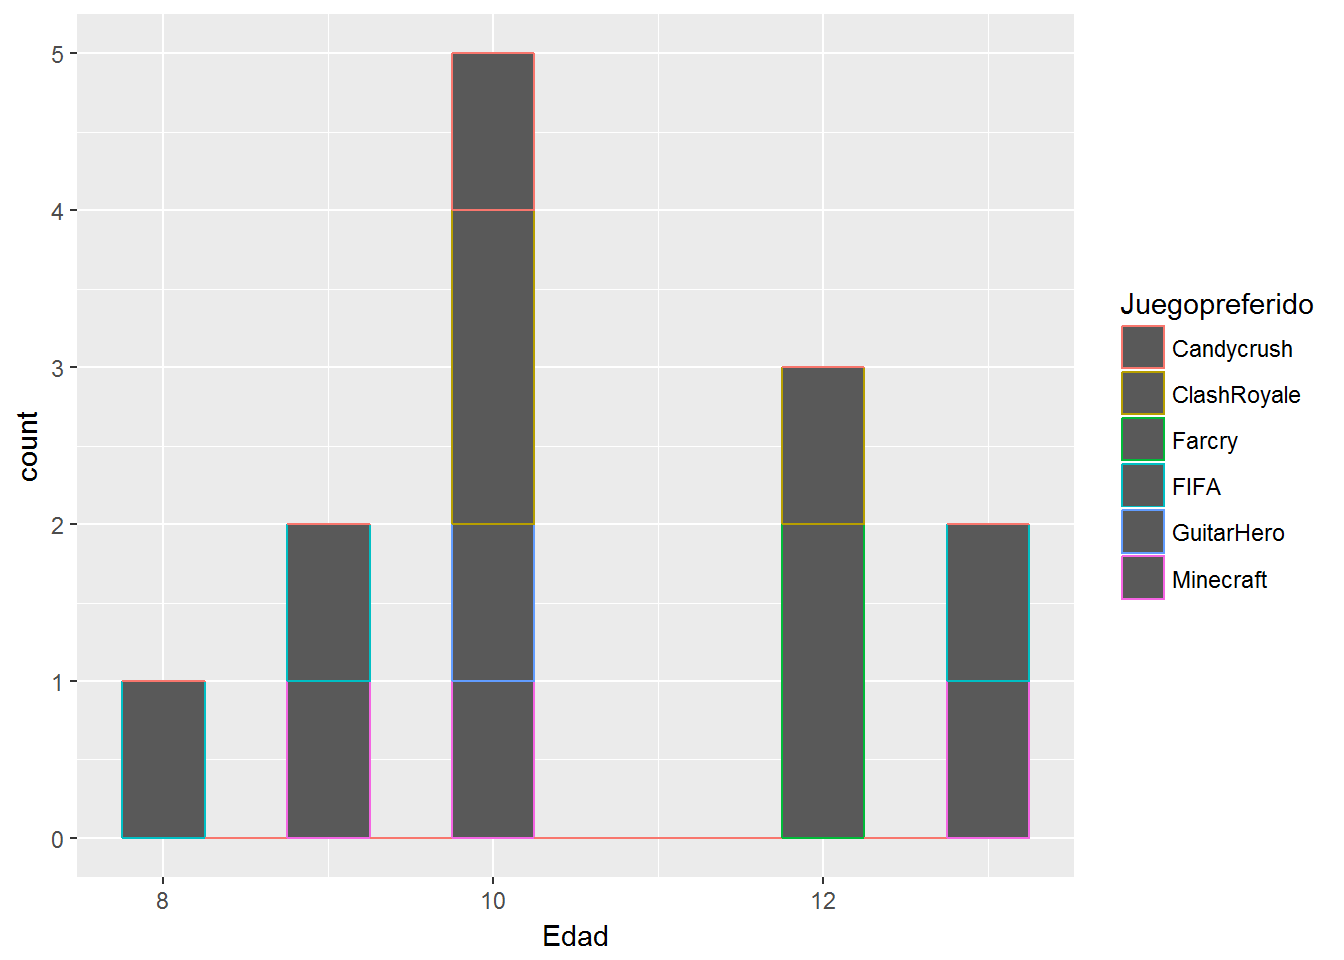 5
4
3
2
1
0
count
8 10 12
Edad
Juegopreferido
Candycrush
ClashRoyale
Farcry
FIFA
GuitarHero
Minecraft